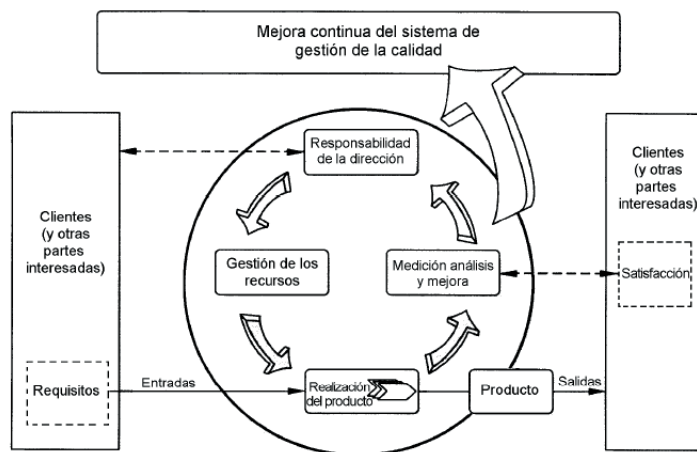 Mejora continua del sistema de
gestión de la calidad
Responsabilidad
de la dirección
Clientes
(y otras
partes
interesadas)
Clientes
(y otras
partes
interesadas)
Gestión de los
recursos
Medición análisis
y mejora
Satisfacción
Requisitos
Entradas
Realización
del producto
Producto
Salidas